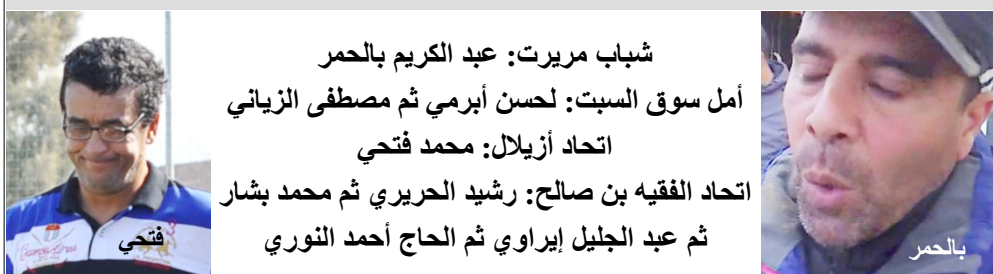 شباب مريرت: عبد الكريم بالحمر
أمل سوق السبت: لحسن أبرمي ثم مصطفى الزياني
اتحاد أزيلال: محمد فتحي
اتحاد الفقيه بن صالح: رشيد الحريري ثم محمد بشار
ثم عبد الجليل إيراوي ثم الحاج أحمد النوري
بالحمر
فتحي